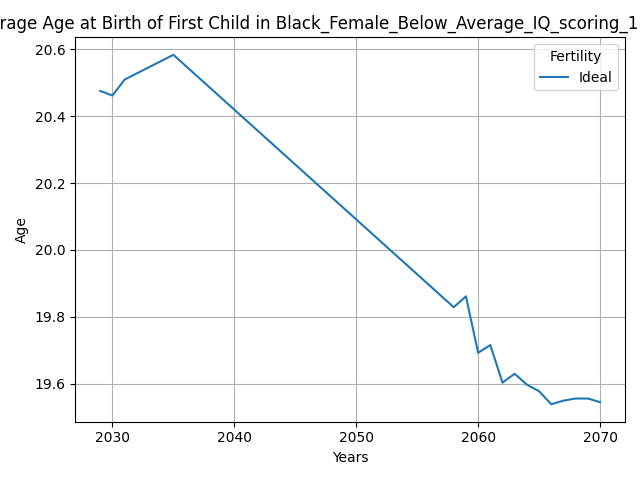 rage Age at Birth of First Child in Black_Female_Below_Average_IQ_scoring_1
Fertility
Ideal
20.6
20.4
20.2
20.0
19.8
19.6
Age
2030 2040 2050 2060 2070
Years